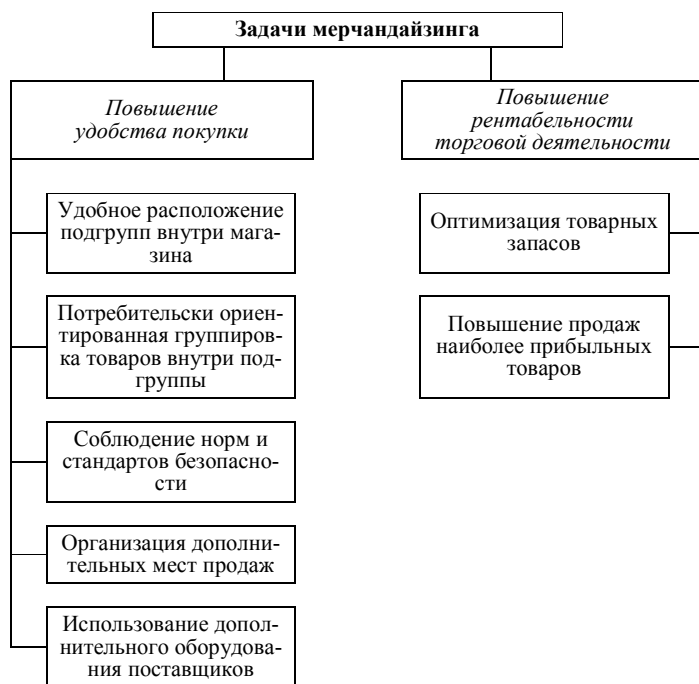 Задачи мерчандайзинга
Повышение
удобства покупки
Повышение
рентабельности
торговой деятельности
Удобное расположение
подгрупп внутри мага-
зина
Потребительски ориен-
тированная группиров-
ка товаров внутри под-
группы
Соблюдение норм и
стандартов безопасно-
сти
Организация дополни-
тельных мест продаж
Использование допол-
нительного оборудова-
ния поставщиков
Оптимизация товарных
запасов
Повышение продаж
наиболее прибыльных
товаров